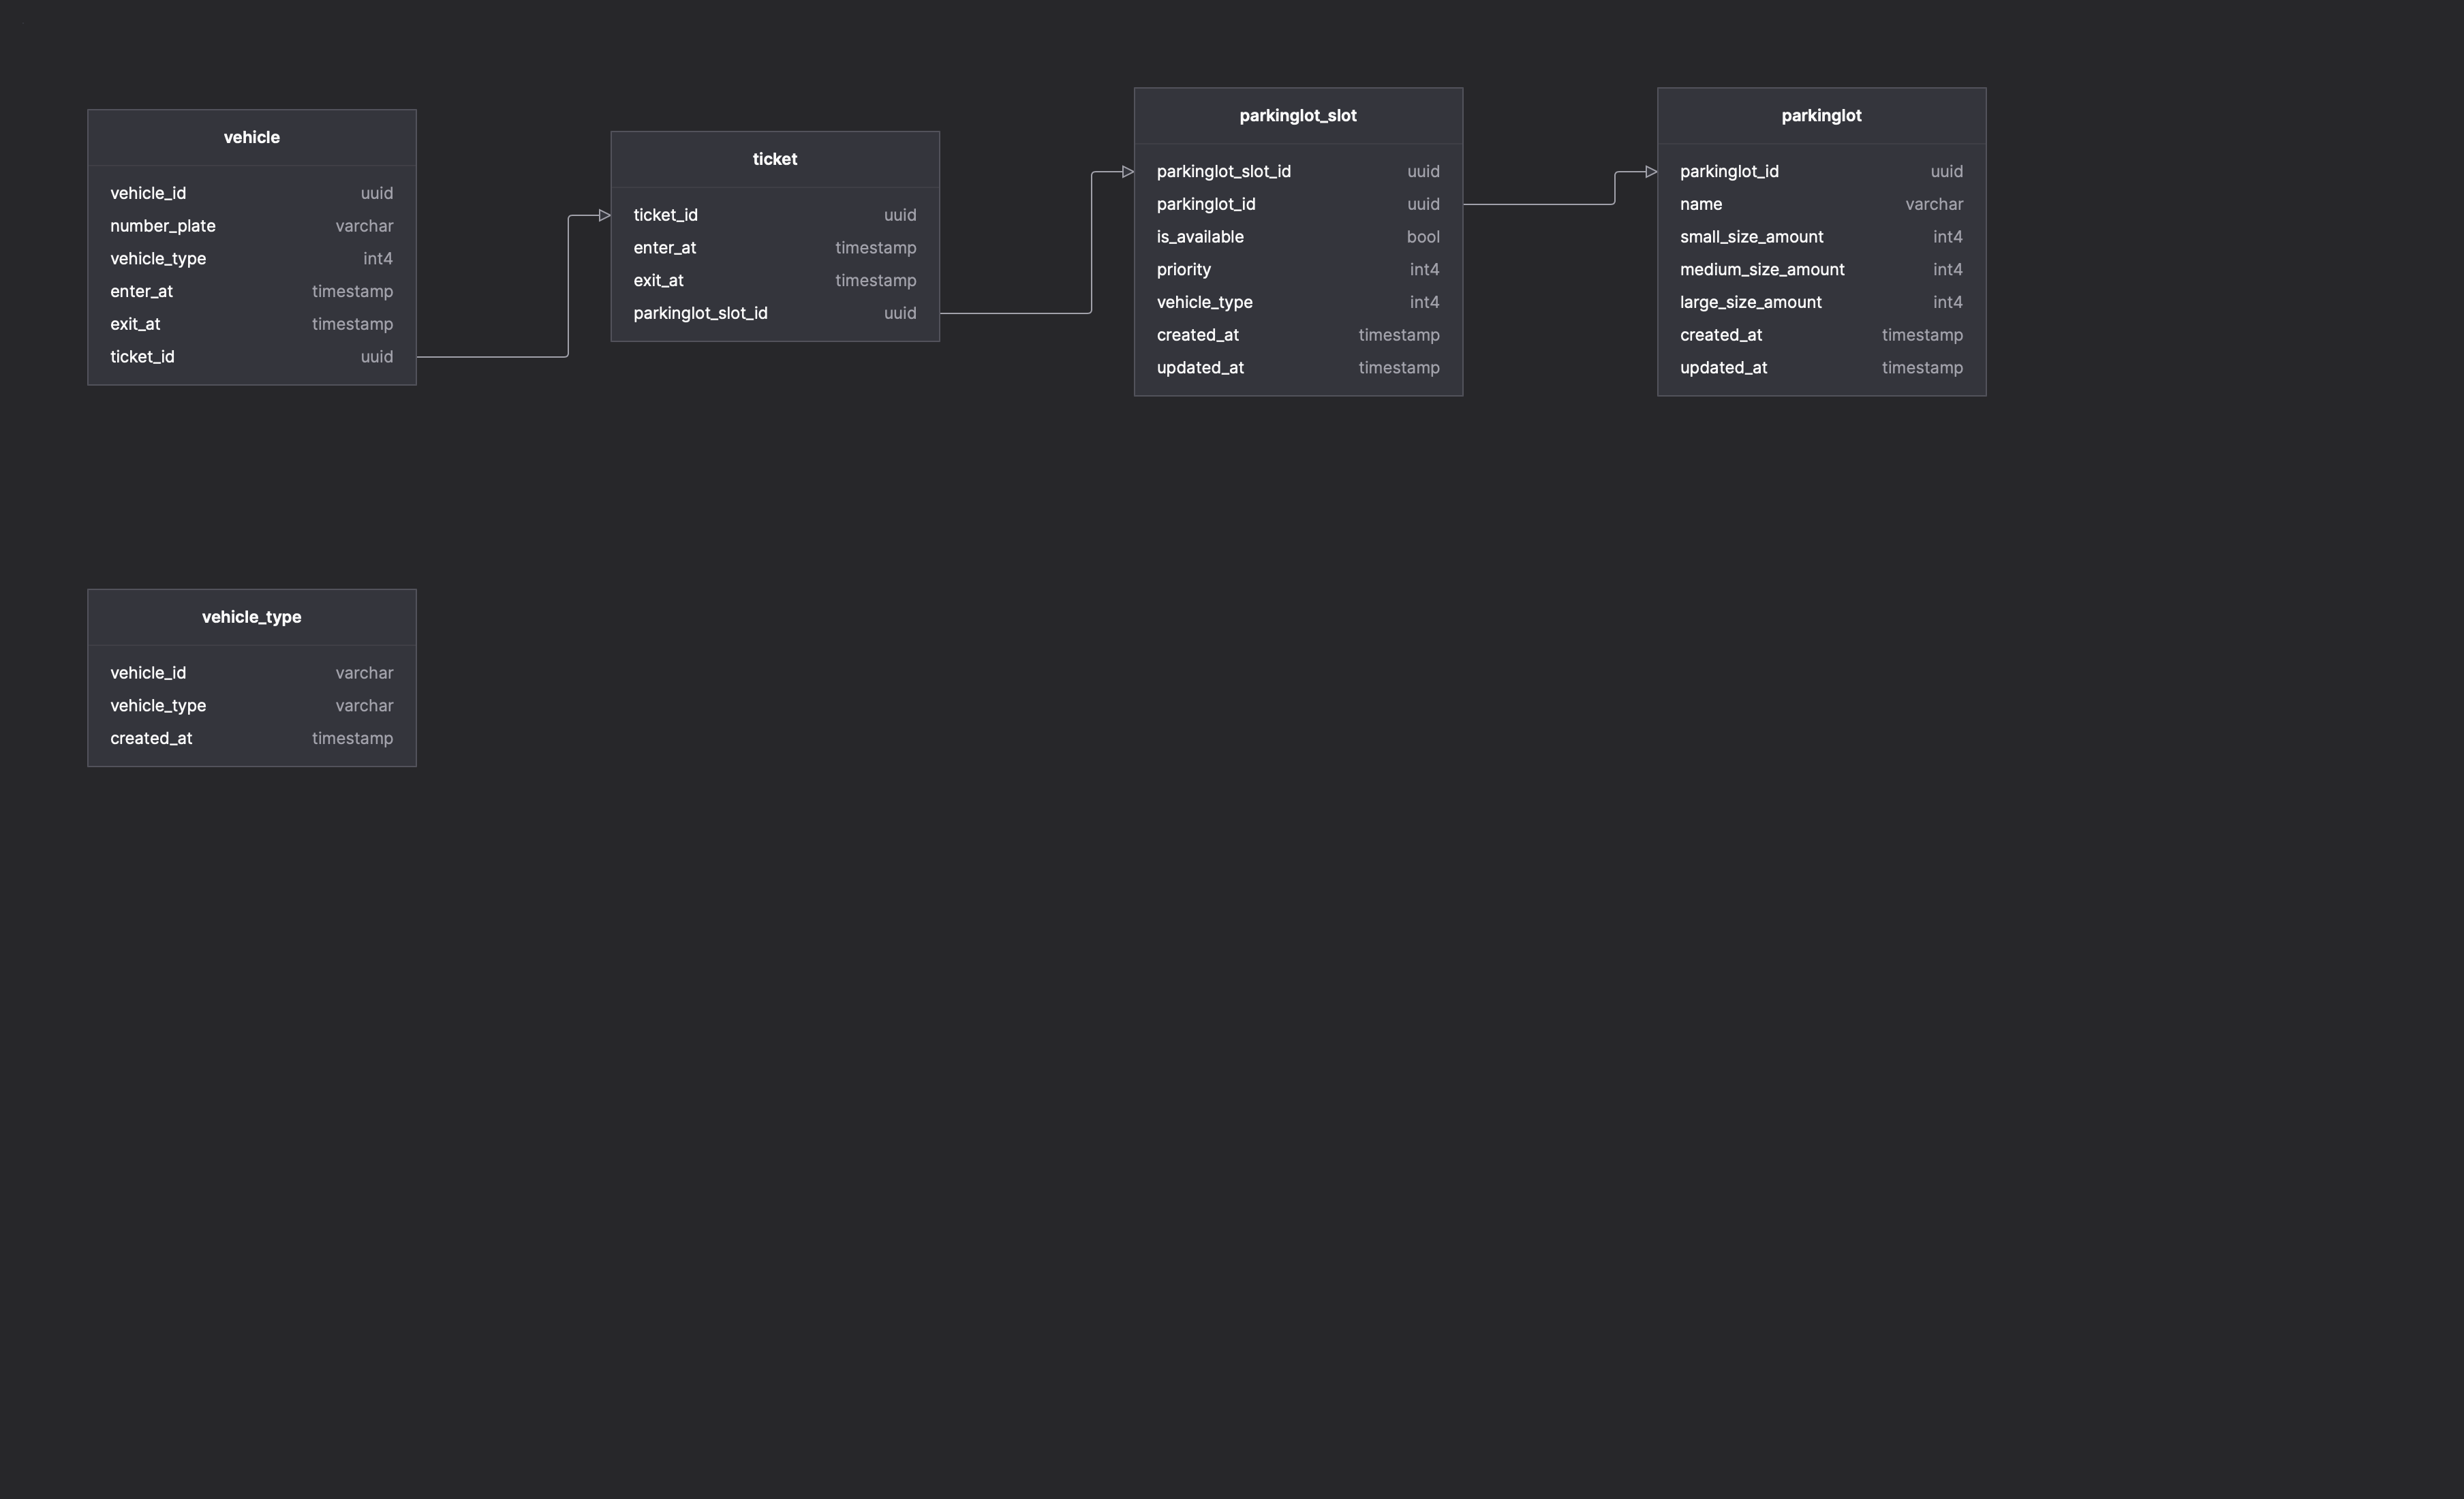 vehicle
vehicle_id uuid
number_plate varchar
vehicle_type int4
enter_at timestamp
exit_at timestamp
ticket_id uuid
ticket
ticket_id uuid
enter_at timestamp
exit_at timestamp
parkinglot_slot_id uuid
parkinglot_slot
parkinglot_slot_id uuid
parkinglot_id uuid
is_available bool
priority int4
vehicle_type int4
created_at timestamp
updated_at timestamp
parkinglot
parkinglot_id uuid
name varchar
small_size_amount int4
medium_size_amount int4
large_size_amount int4
created_at timestamp
updated_at timestamp
vehicle_type
vehicle_id varchar
vehicle_type varchar
created_at timestamp